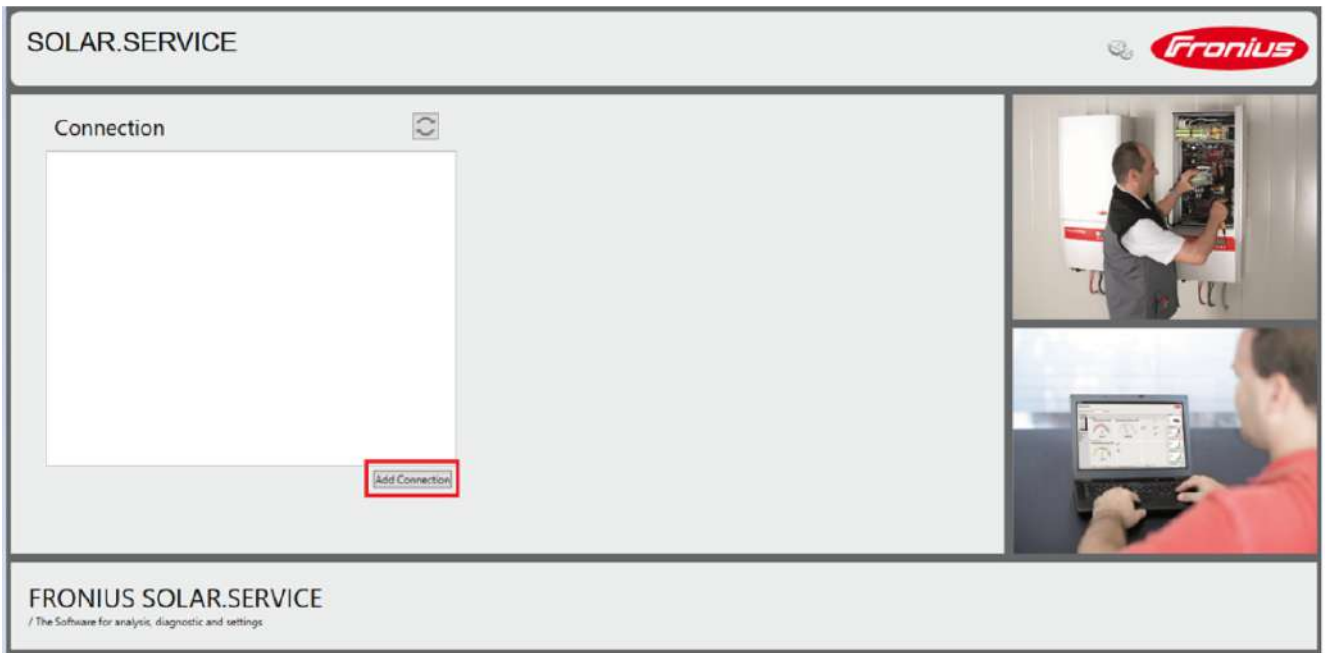 SOLAR.SERVICE
Fronius
Connection
Add Connection
FRONIUS SOLAR.SERVICE
/ The Software for analysis, diagnostic and settings